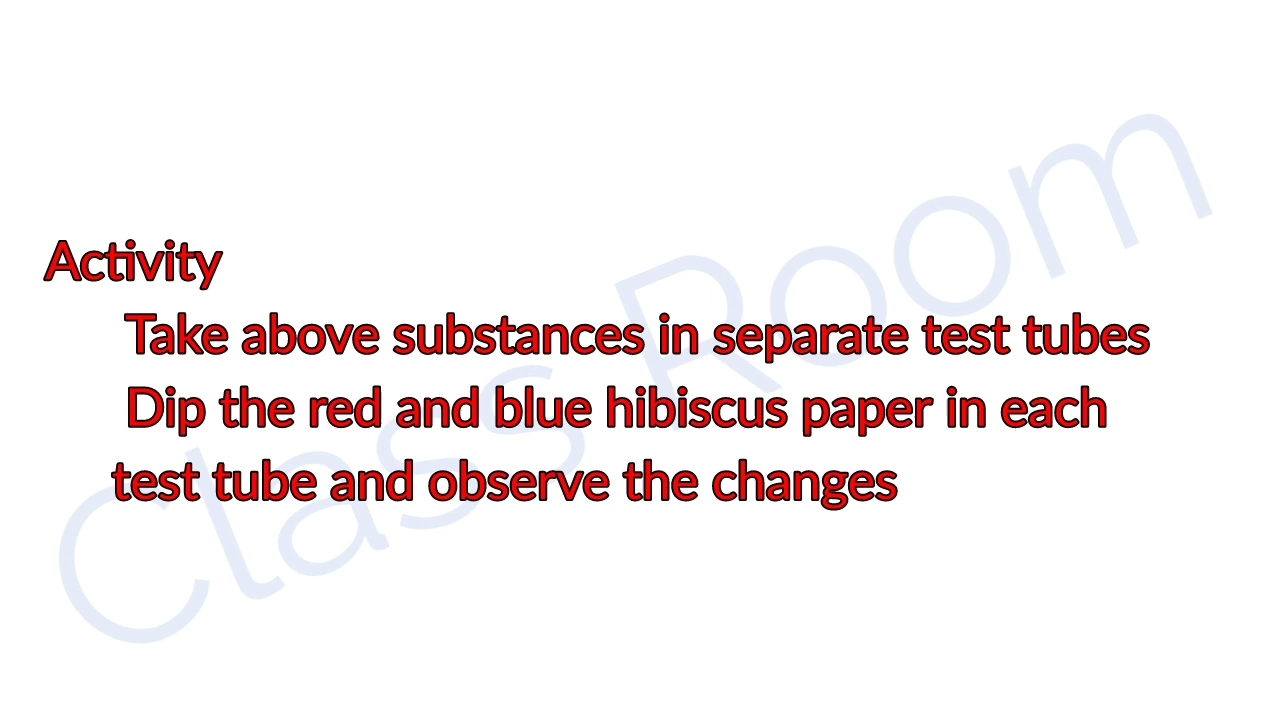 Activity
Take above substances in separate test tubes
Dip the red and blue hibiscus paper in each
test tube and observe the changes
Class Room